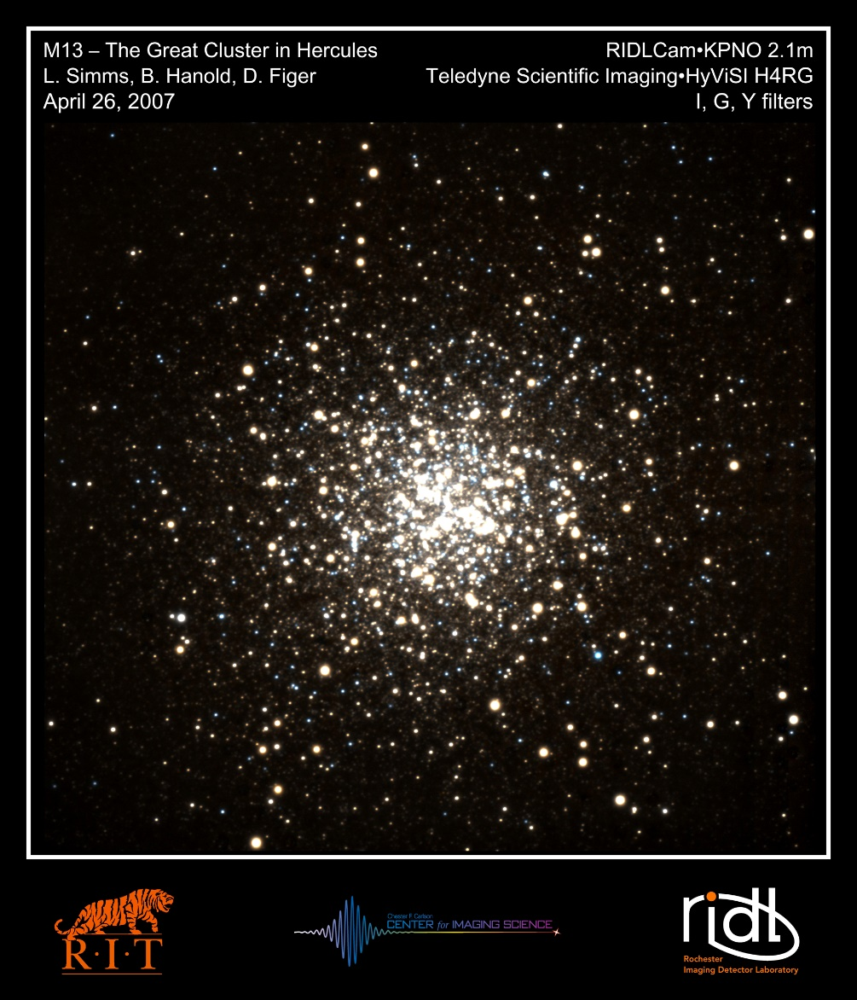 M13 – The Great Cluster in Hercules
L. Simms, B. Hanold, D. Figer
April 26, 2007
RIDLCam•KPNO 2.1m
Teledyne Scientific Imaging•HyViSI H4RG
I, G, Y filters
R·I·T
Chester F. Carlson
CENTER for IMAGING SCIENCE
ridl
Rochester
Imaging Detector Laboratory